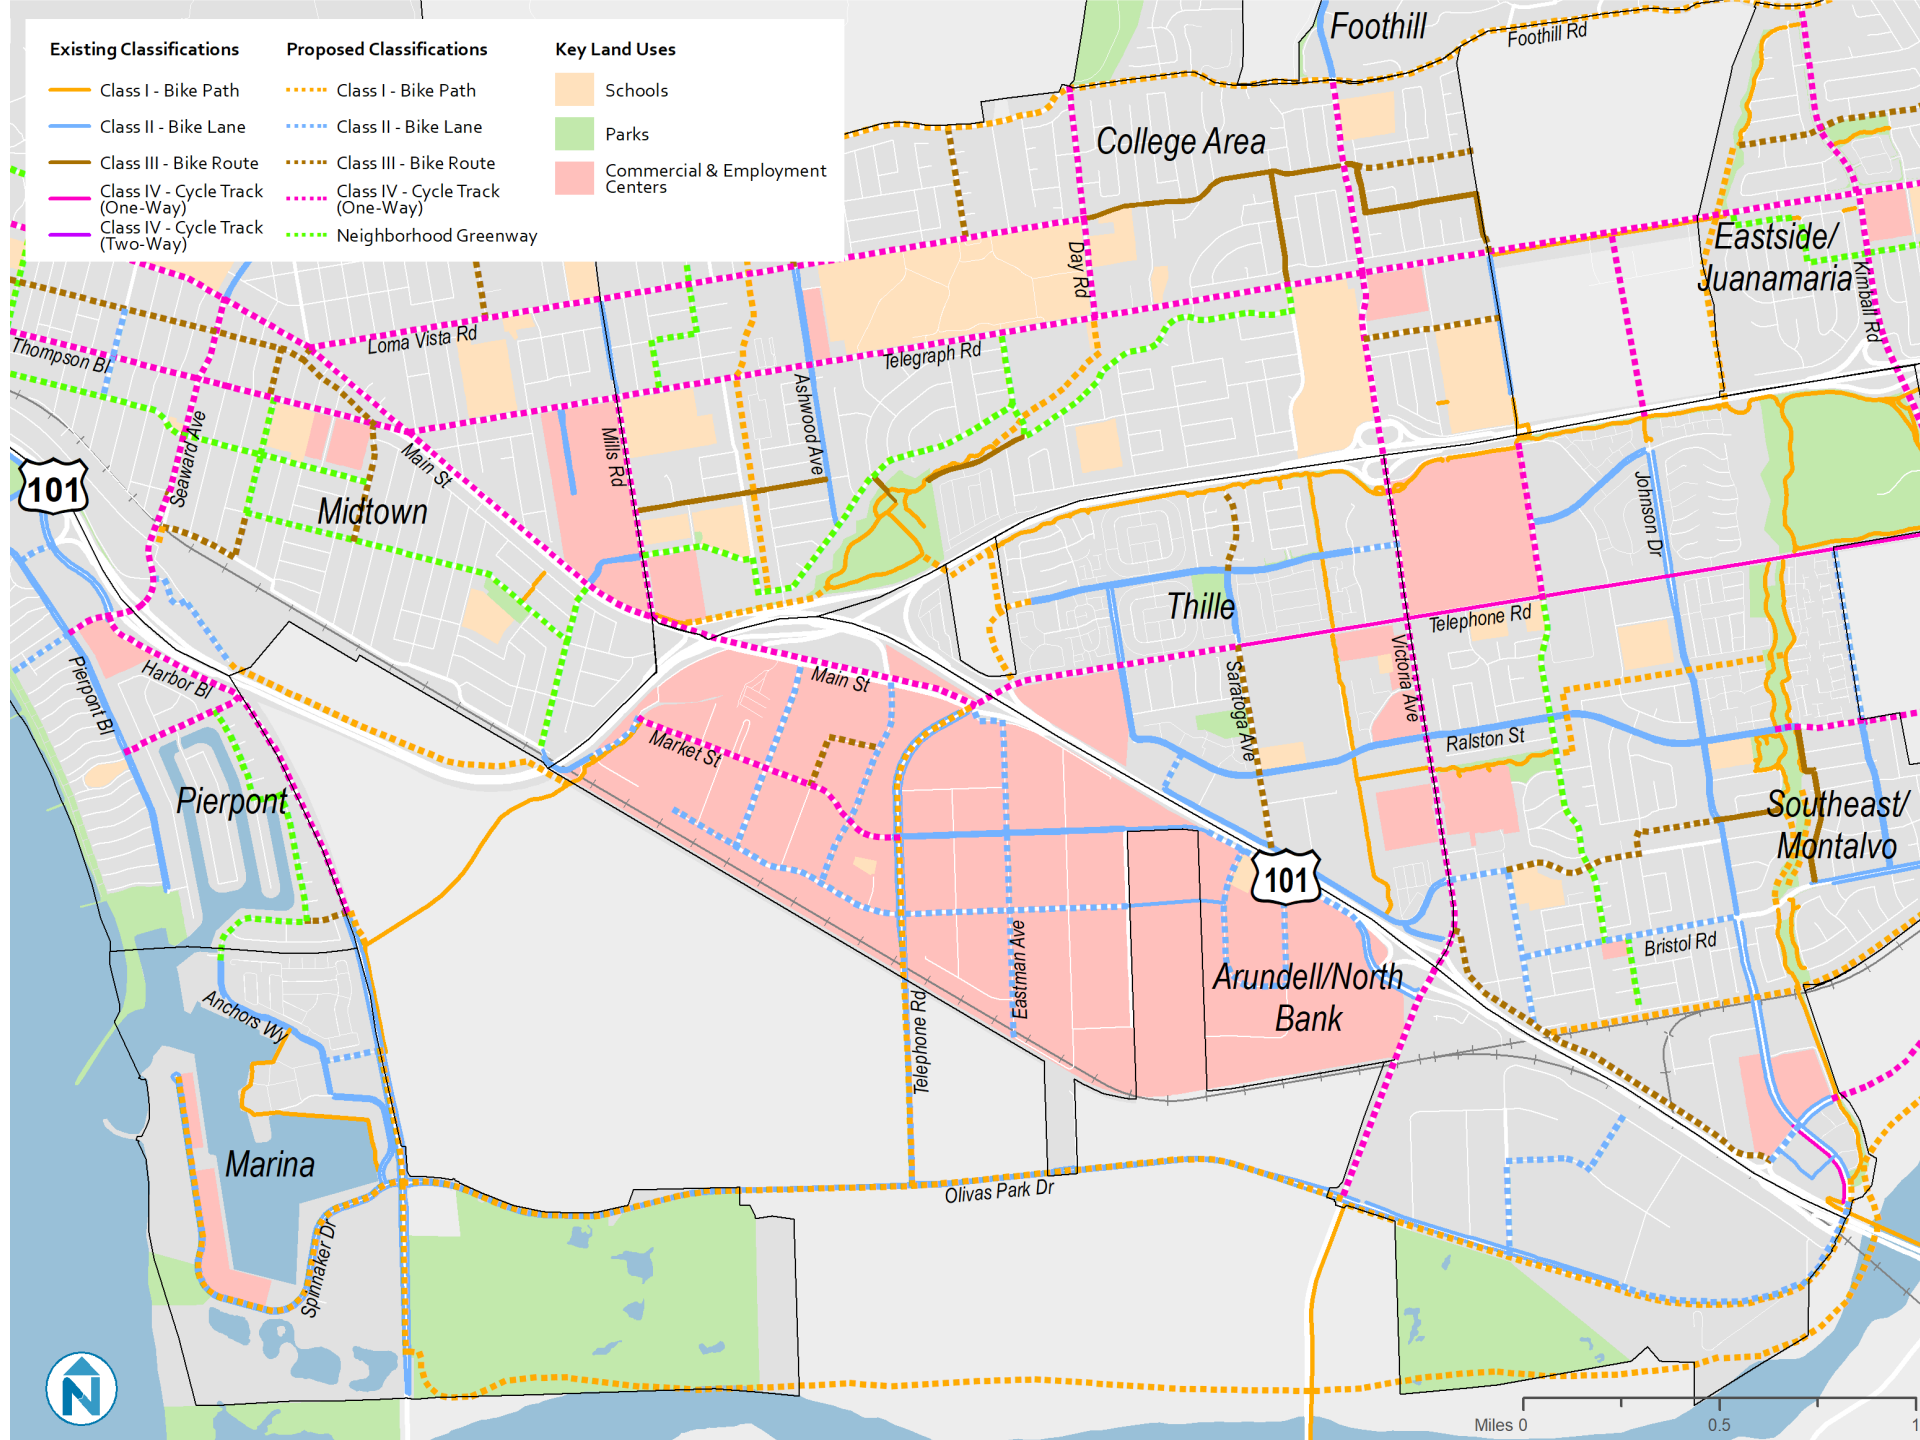 Existing Classifications
Class I - Bike Path
Class II - Bike Lane
Class III - Bike Route
Class IV - Cycle Track
(One-Way)
Class IV - Cycle Track
(Two-Way)
Proposed Classifications
Class I - Bike Path
Class II - Bike Lane
Class III - Bike Route
Class IV - Cycle Track
(One-Way)
Neighborhood Greenway
Key Land Uses
Schools
Parks
Commercial & Employment
Centers
Foothill
Foothill Rd
College Area
Day Rd
Eastside/
Juanamaria
Kimball Rd
Loma Vista Rd
Thompson Bl
Telegraph Rd
Ashwood Ave
Mills Rd
Seaward Ave
Main St
Midtown
101
Johnson Dr
Thille
Telephone Rd
Victoria Ave
Saratoga Ave
Main St
Harbor Bl
Pierpont Bl
Market St
Ralston St
Pierpont
Southeast/
Montalvo
101
Bristol Rd
Eastman Ave
Arundell/North
Bank
Anchors Wy
Telephone Rd
Marina
Olivas Park Dr
Spinnaker Dr
N
Miles 0
0.5
1